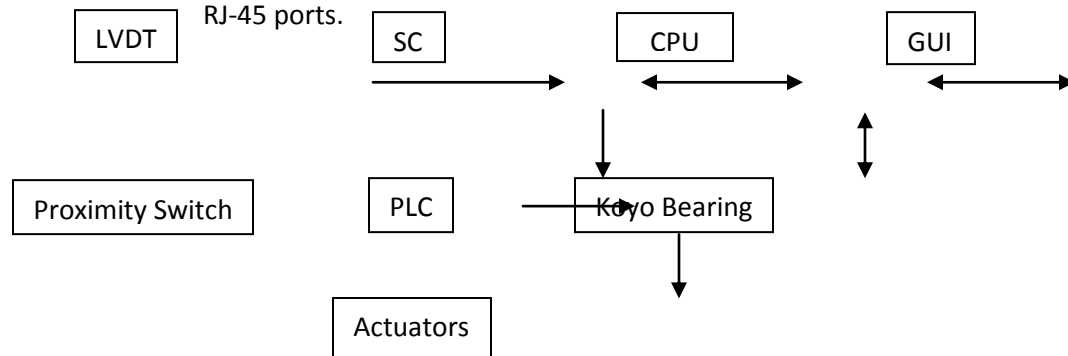 RJ-45 ports.
LVDT
SC
CPU
GUI
Proximity Switch
PLC
Koyo Bearing
Actuators